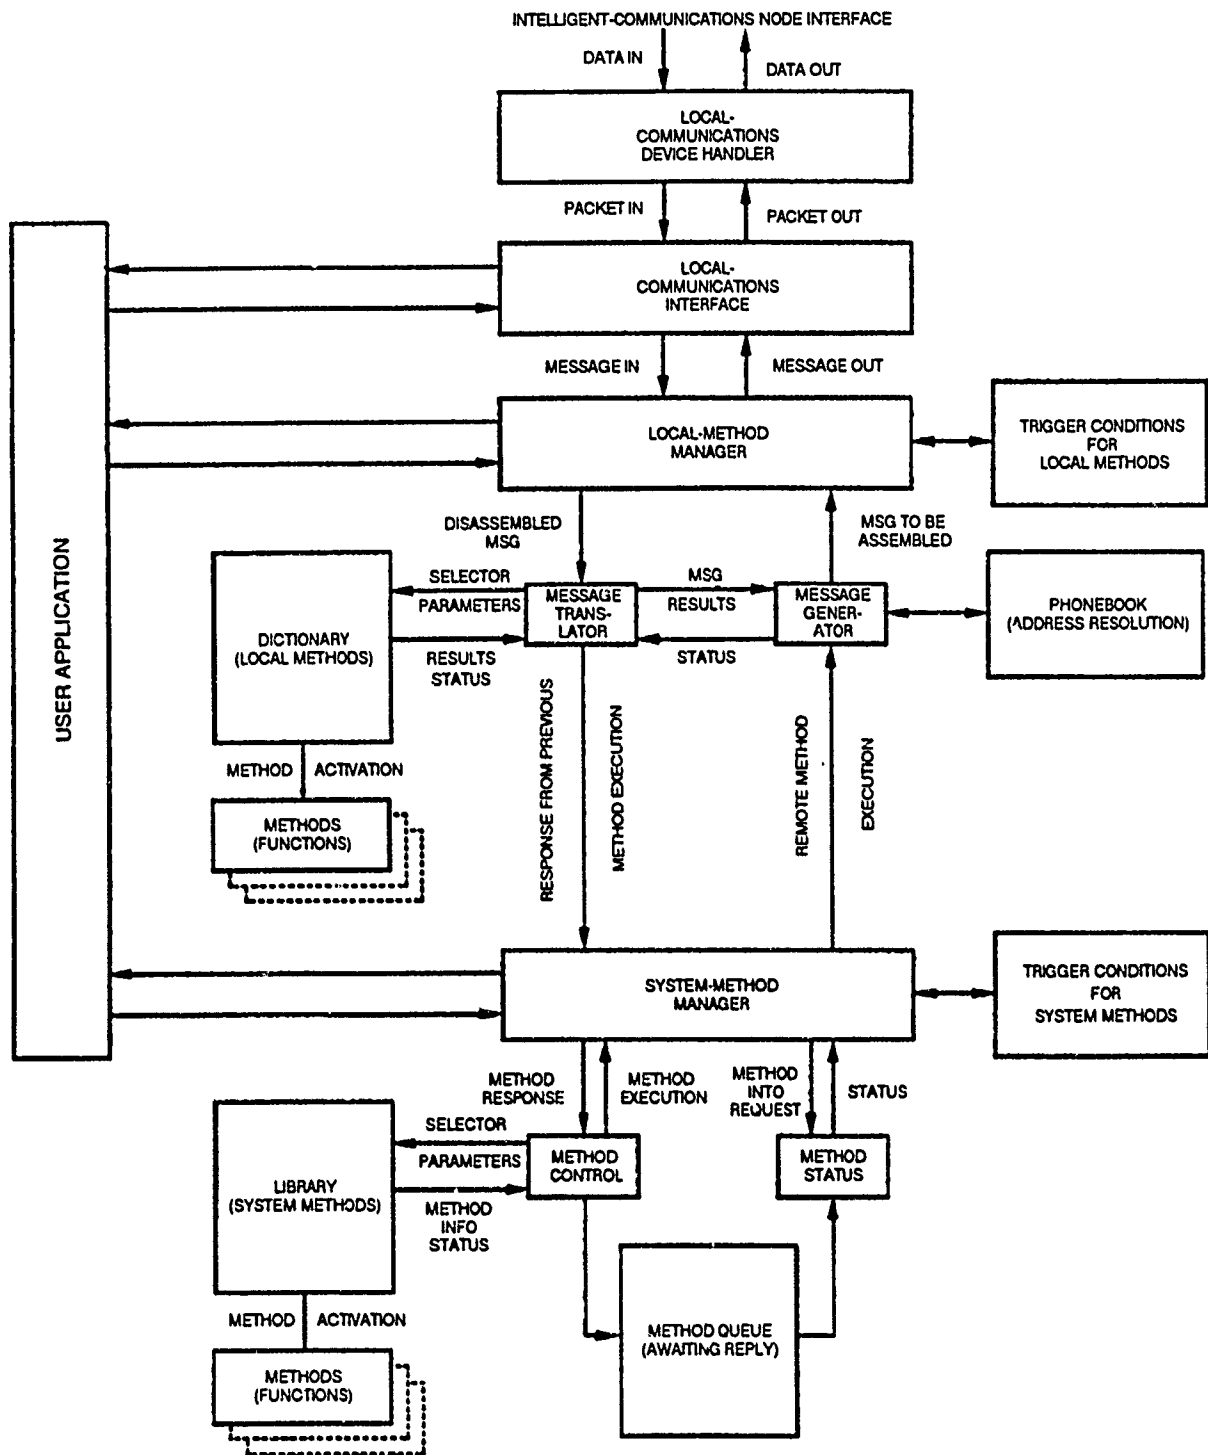 INTELLIGENT-COMMUNICATIONS NODE INTERFACE
DATA IN
DATA OUT
LOCAL-
COMMUNICATIONS
DEVICE HANDLER
PACKET IN
PACKET OUT
LOCAL-
COMMUNICATIONS
INTERFACE
MESSAGE IN
MESSAGE OUT
LOCAL-METHOD
MANAGER
TRIGGER CONDITIONS
FOR
LOCAL METHODS
USER APPLICATION
DISASSEMBLED
MSG
MSG TO BE
ASSEMBLED
SELECTOR
PARAMETERS
MESSAGE
TRANS-
LATOR
MSG
RESULTS
MESSAGE
GENER-
ATOR
PHONEBOOK
(ADDRESS RESOLUTION)
DICTIONARY
(LOCAL METHODS)
RESULTS
STATUS
STATUS
METHOD ACTIVATION
METHODS
(FUNCTIONS)
RESPONSE FROM PREVIOUS
METHOD EXECUTION
REMOTE METHOD
EXECUTION
SYSTEM-METHOD
MANAGER
TRIGGER CONDITIONS
FOR
SYSTEM METHODS
METHOD
RESPONSE
METHOD
EXECUTION
METHOD
INTO
REQUEST
STATUS
SELECTOR
PARAMETERS
METHOD
CONTROL
METHOD
STATUS
LIBRARY
(SYSTEM METHODS)
METHOD
INFO
STATUS
METHOD ACTIVATION
METHOD QUEUE
(AWAITING REPLY)
METHODS
(FUNCTIONS)